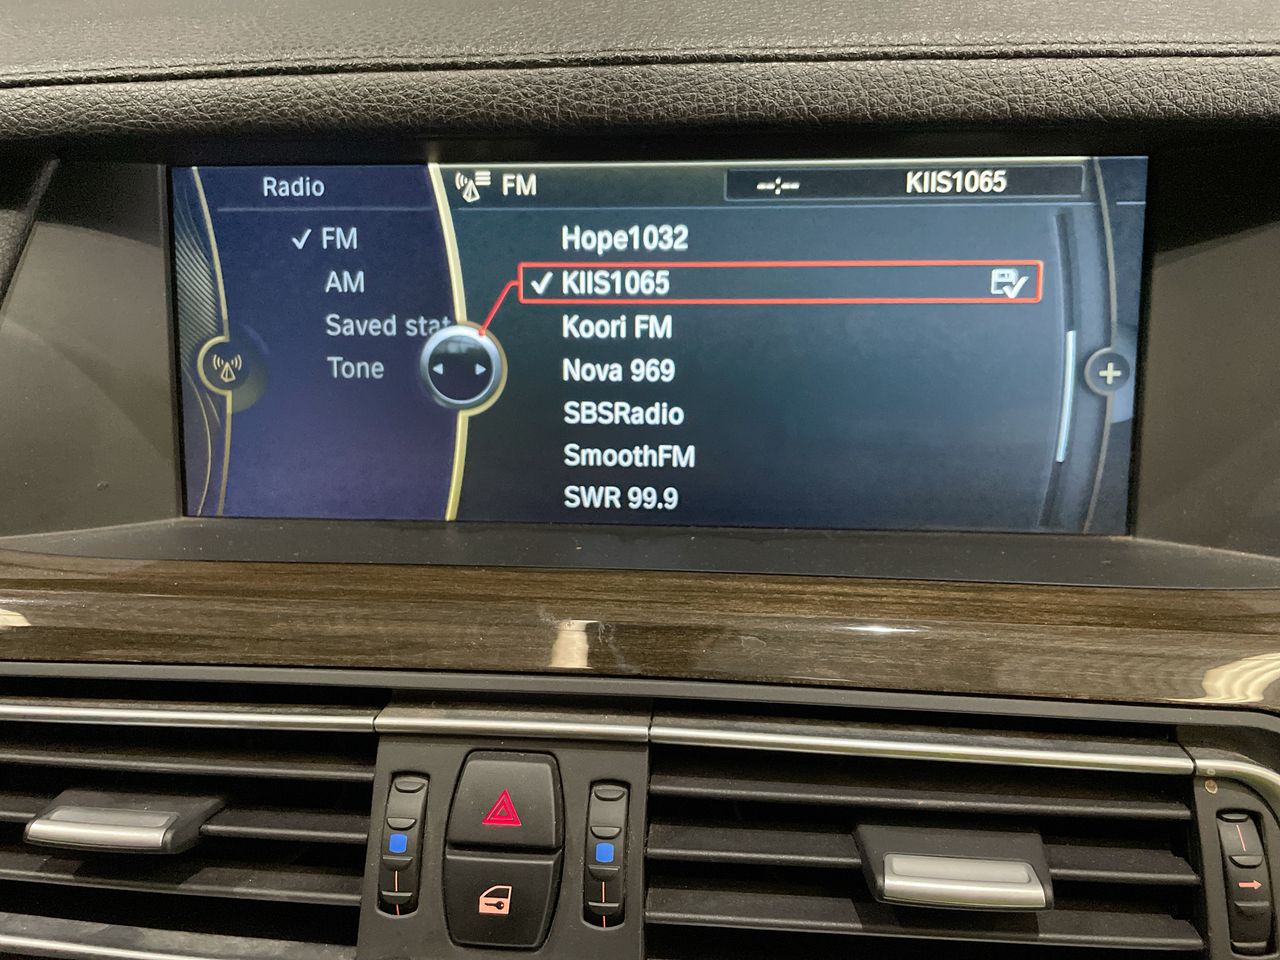 Radio
FM
AM
Saved stat
Tone
FM
--:--
KIIS1065
Hope1032
KIIS1065
Koori FM
Nova 969
SBSRadio
SmoothFM
SWR 99.9